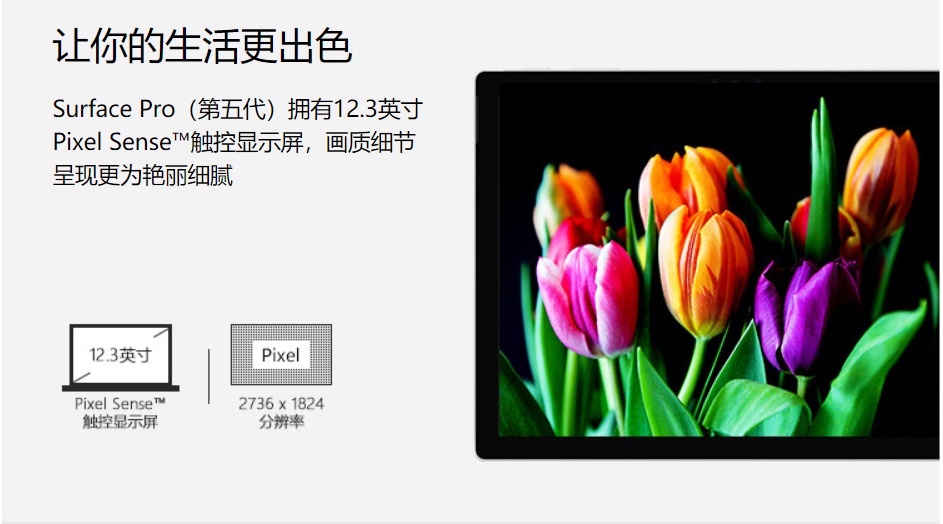 让你的生活更出色
Surface Pro（第五代）拥有12.3英寸
Pixel Sense™触控显示屏，画质细节
呈现更为艳丽细腻
12.3英寸
Pixel Sense™
触控显示屏
Pixel
2736 x 1824
分辨率